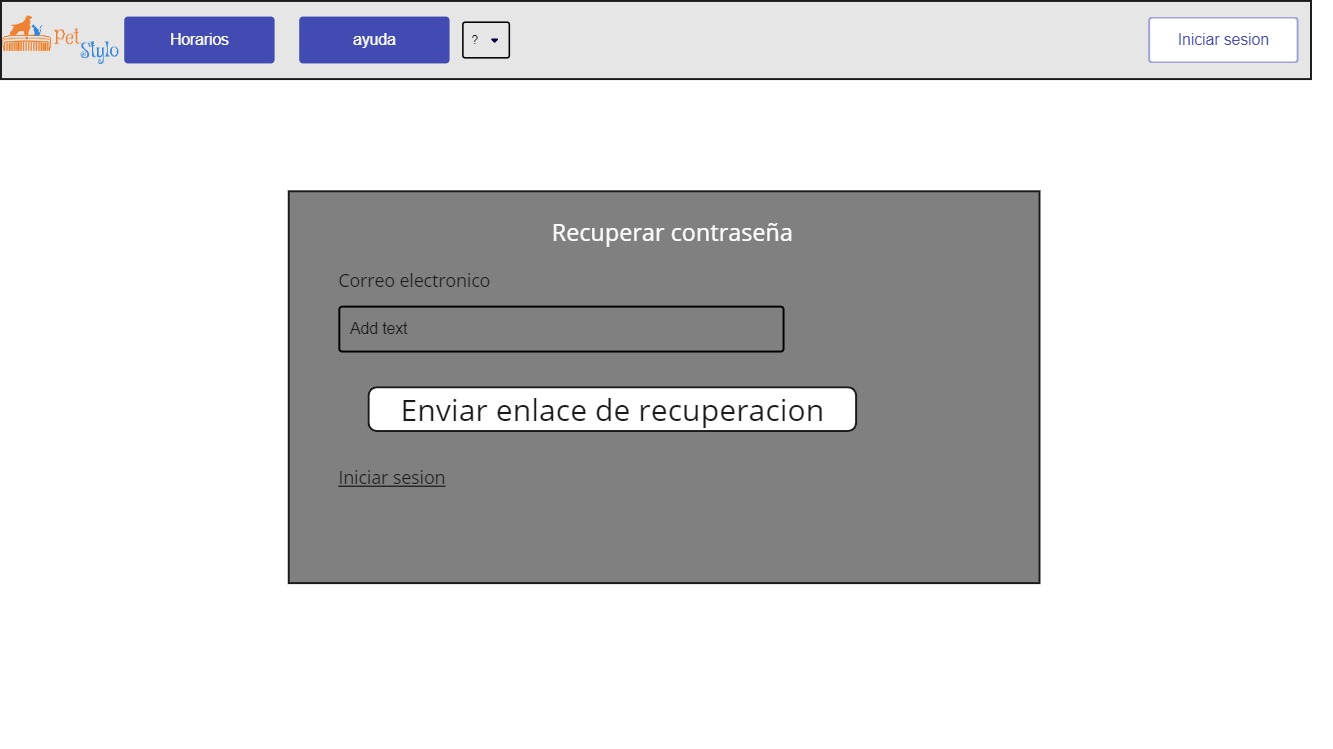 Pet Stylo
Horarios
ayuda
?
Iniciar sesion
Recuperar contraseña
Correo electronico
Add text
Enviar enlace de recuperacion
Iniciar sesion